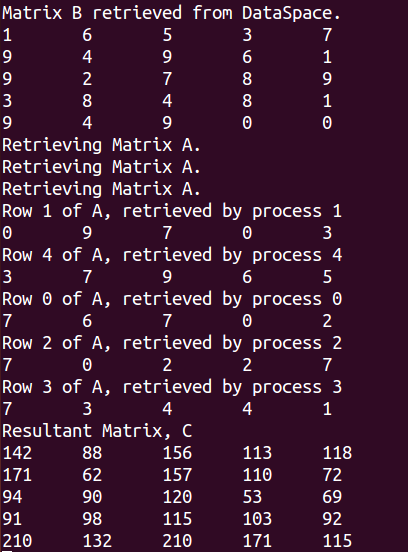 Matrix B retrieved from DataSpace.
1 6 5 3 7
9 4 9 6 1
9 2 7 8 9
3 8 4 8 1
9 4 9 0 0
Retrieving Matrix A.
Retrieving Matrix A.
Retrieving Matrix A.
Row 1 of A, retrieved by process 1
0 9 7 0 3
Row 4 of A, retrieved by process 4
3 7 9 6 5
Row 0 of A, retrieved by process 0
7 6 7 0 2
Row 2 of A, retrieved by process 2
7 0 2 2 7
Row 3 of A, retrieved by process 3
7 3 4 4 1
Resultant Matrix, C
142 88 156 113 118
171 62 157 110 72
94 90 120 53 69
91 98 115 103 92
210 132 210 171 115